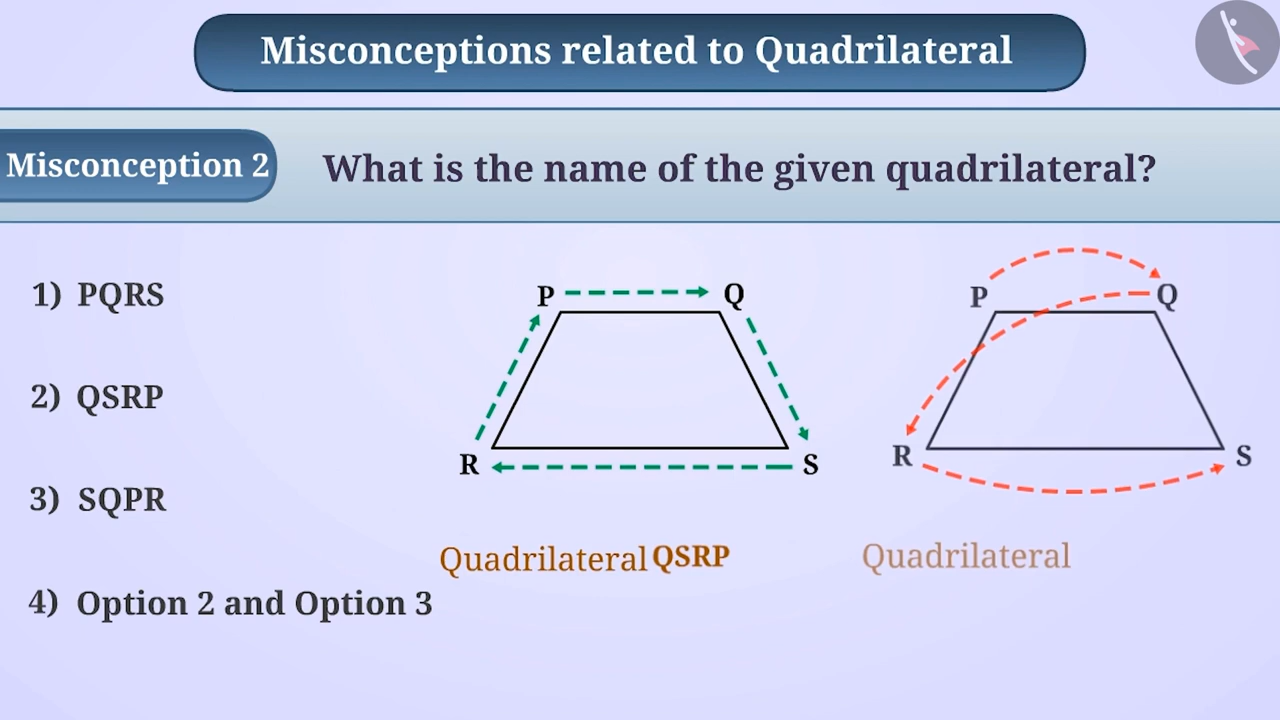 Misconceptions related to Quadrilateral
Misconception 2
What is the name of the given quadrilateral?
1) PQRS
2) QSRP
3) SQPR
4) Option 2 and Option 3
P Q
R S
Quadrilateral QSRP
P Q
R S
Quadrilateral